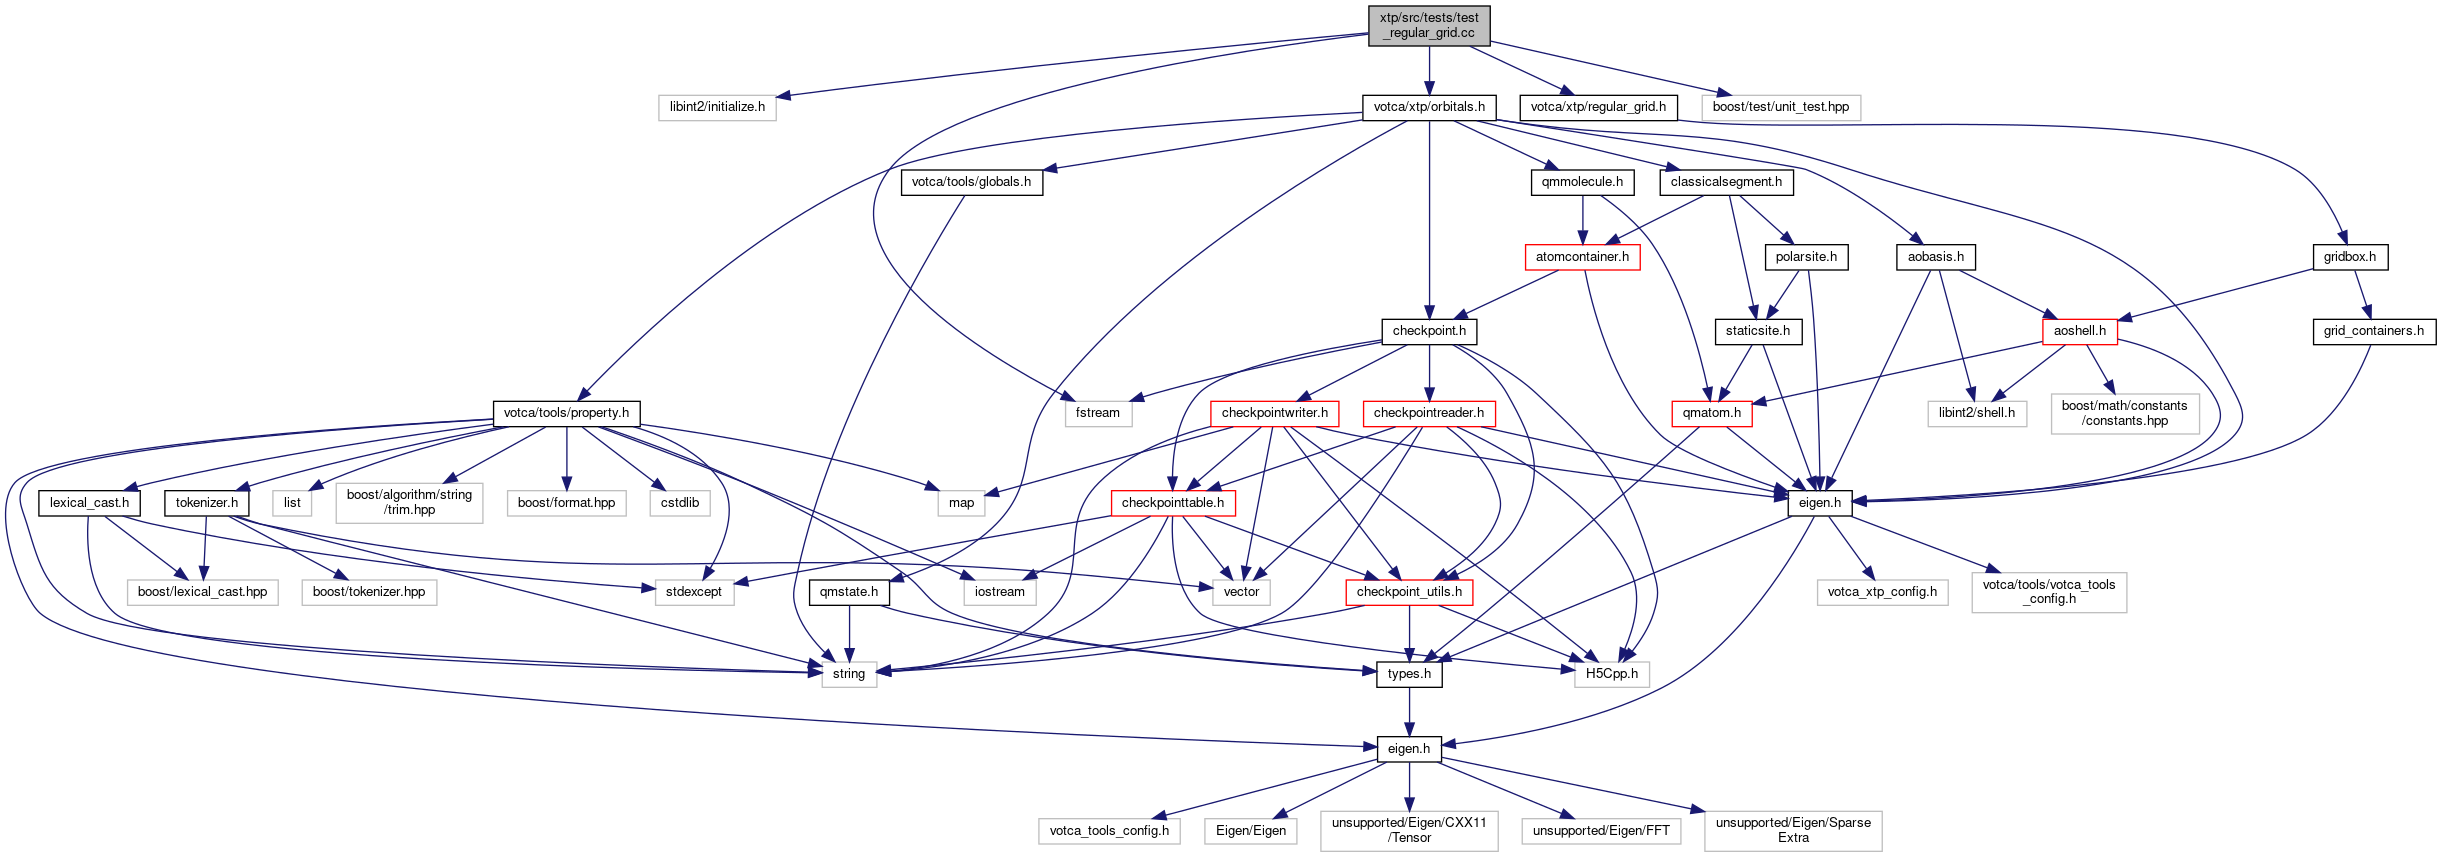 xtp/src/tests/test
_regular_grid.cc
libint2/initialize.h
votca/xtp/orbitals.h
votca/xtp/regular_grid.h
boost/test/unit_test.hpp
votca/tools/globals.h
qmmolecule.h
classicalsegment.h
atomcontainer.h
polarsite.h
aobasis.h
gridbox.h
checkpoint.h
staticsite.h
aoshell.h
grid_containers.h
votca/tools/property.h
fstream
checkpointwriter.h
checkpointreader.h
qmatom.h
libint2/shell.h
boost/math/constants
/constants.hpp
lexical_cast.h
tokenizer.h
list
boost/algorithm/string
/trim.hpp
boost/format.hpp
cstdlib
map
checkpointtable.h
eigen.h
boost/lexical_cast.hpp
boost/tokenizer.hpp
stdexcept
qmstate.h
iostream
vector
checkpoint_utils.h
votca_xtp_config.h
votca/tools/votca_tools
_config.h
string
types.h
H5Cpp.h
eigen.h
votca_tools_config.h
Eigen/Eigen
unsupported/Eigen/CXX11
/Tensor
unsupported/Eigen/FFT
unsupported/Eigen/Sparse
Extra